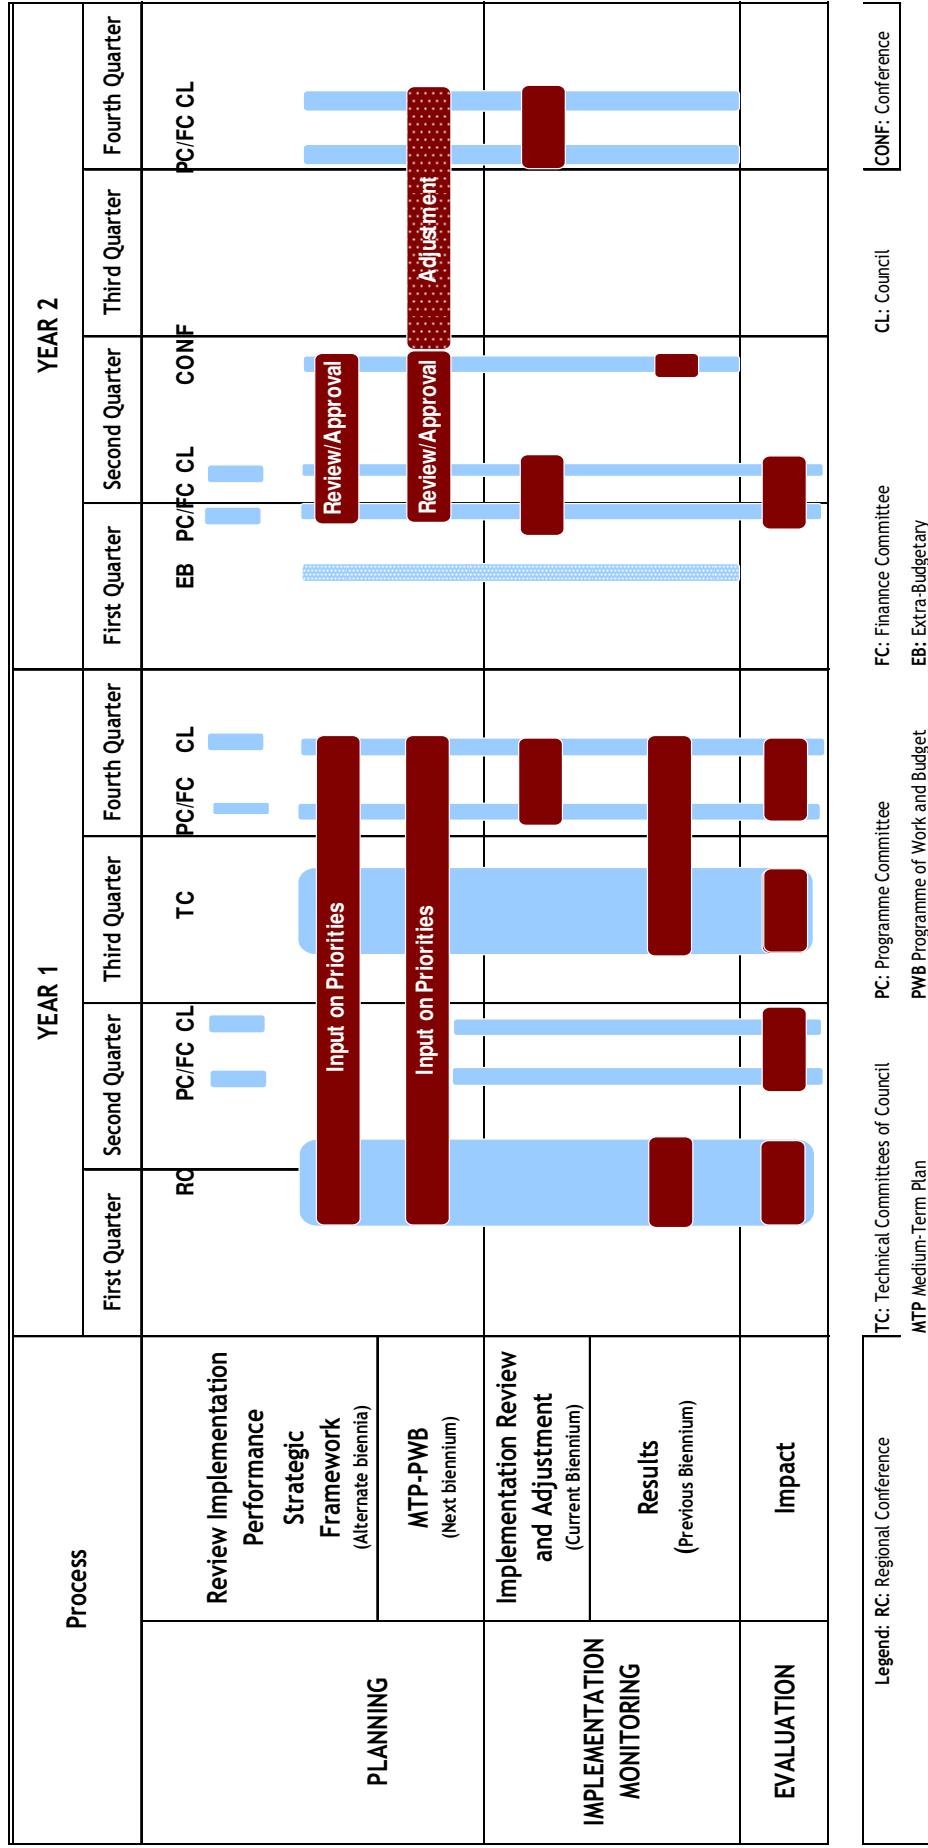 Process
YEAR 1
YEAR 2
First Quarter
Second Quarter
Third Quarter
Fourth Quarter
First Quarter
Second Quarter
Third Quarter
Fourth Quarter
RC
PC/FC CL
TC
PC/FC CL
EB
PC/FC CL
CONF
PC/FC CL
PLANNING
Review Implementation
Performance
Strategic
Framework
(Alternate biennia)
Input on Priorities
Review/Approval
MTP-PWB
(Next biennium)
Input on Priorities
Review/Approval
Adjustment
IMPLEMENTATION
MONITORING
Implementation Review
and Adjustment
(Current Biennium)
Results
(Previous Biennium)
EVALUATION
Impact
Legend: RC: Regional Conference
TC: Technical Committees of Council
PC: Programme Committee
FC: Finannce Committee
CL: Council
CONF: Conference
MTP Medium-Term Plan
PWB Programme of Work and Budget
EB: Extra-Budgetary